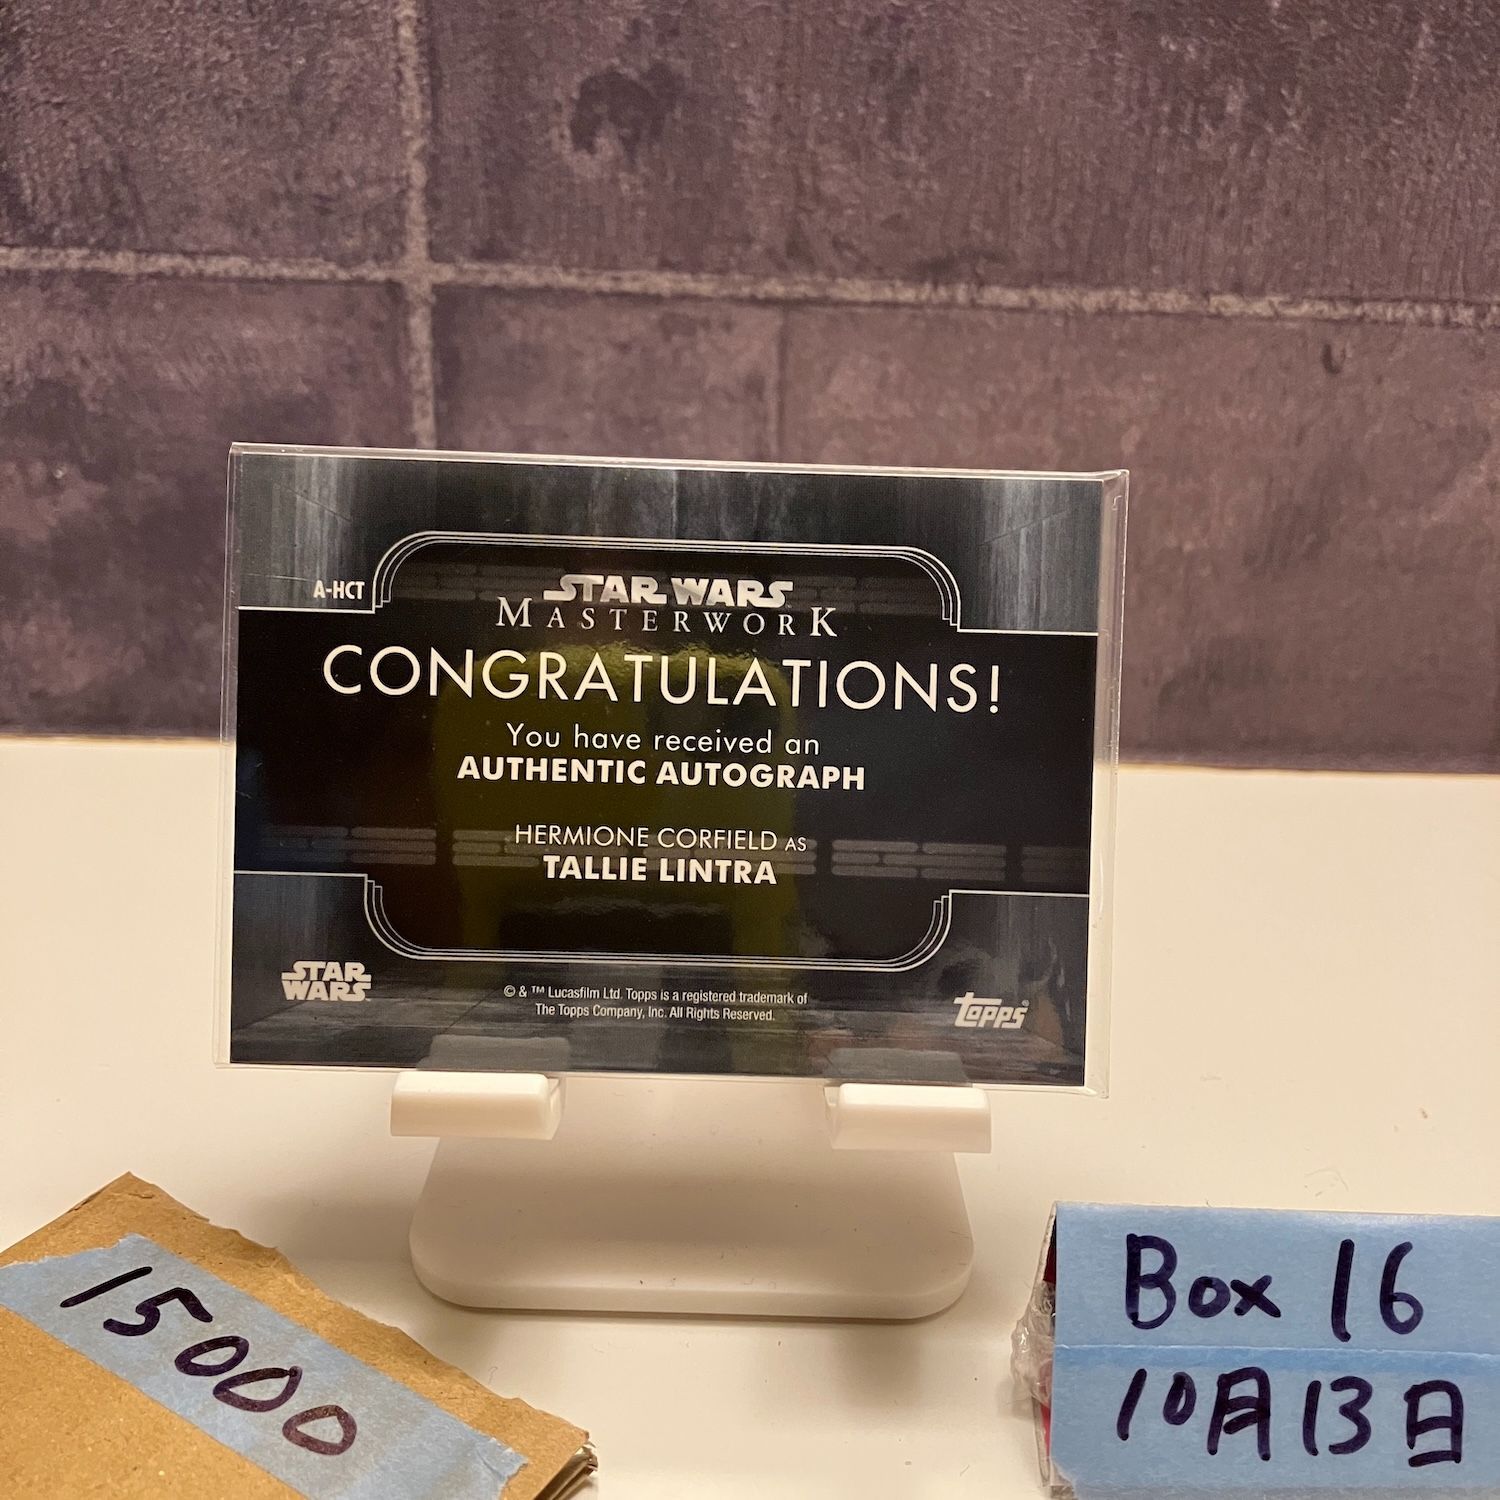 A-HCT
STAR WARS
MASTERWORK
CONGRATULATIONS!
You have received an
AUTHENTIC AUTOGRAPH
HERMIONE CORFIELD AS
TALLIE LINTRA
STAR
WARS
© & ™ Lucasfilm Ltd. Topps is a registered trademark of
The Topps Company, Inc. All Rights Reserved.
topps®
15000
Box 16
10月13日